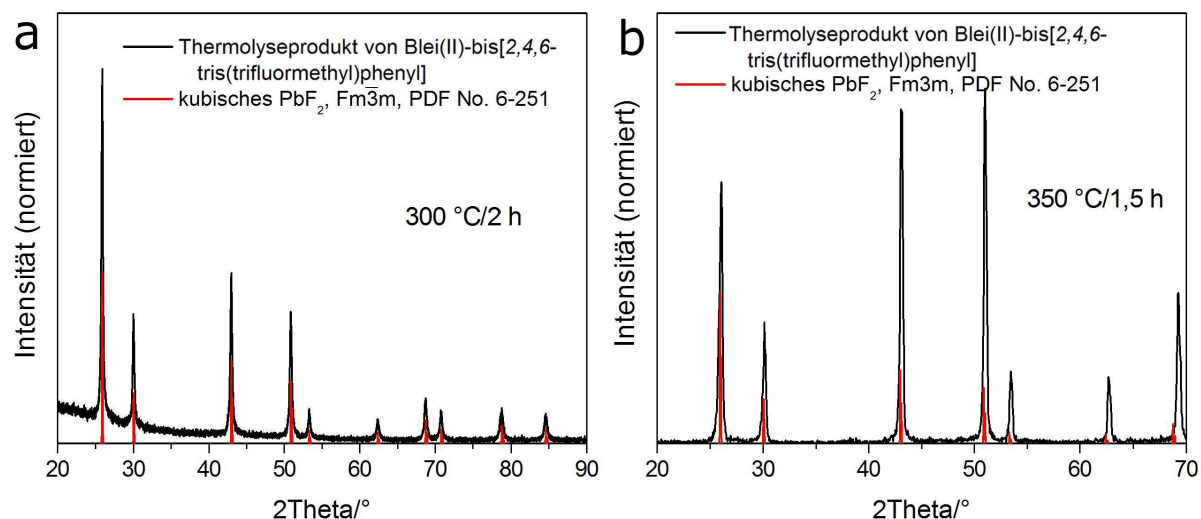 a
Thermolyseprodukt von Blei(II)-bis[2,4,6-
tris(trifluormethyl)phenyl]
kubisches PbF₂, Fm3̅m, PDF No. 6-251
300 °C/2 h
Intensität (normiert)
20 30 40 50 60 70 80 90
2Theta/°
b
Thermolyseprodukt von Blei(II)-bis[2,4,6-
tris(trifluormethyl)phenyl]
kubisches PbF₂, Fm3m, PDF No. 6-251
350 °C/1,5 h
Intensität (normiert)
20 30 40 50 60 70
2Theta/°